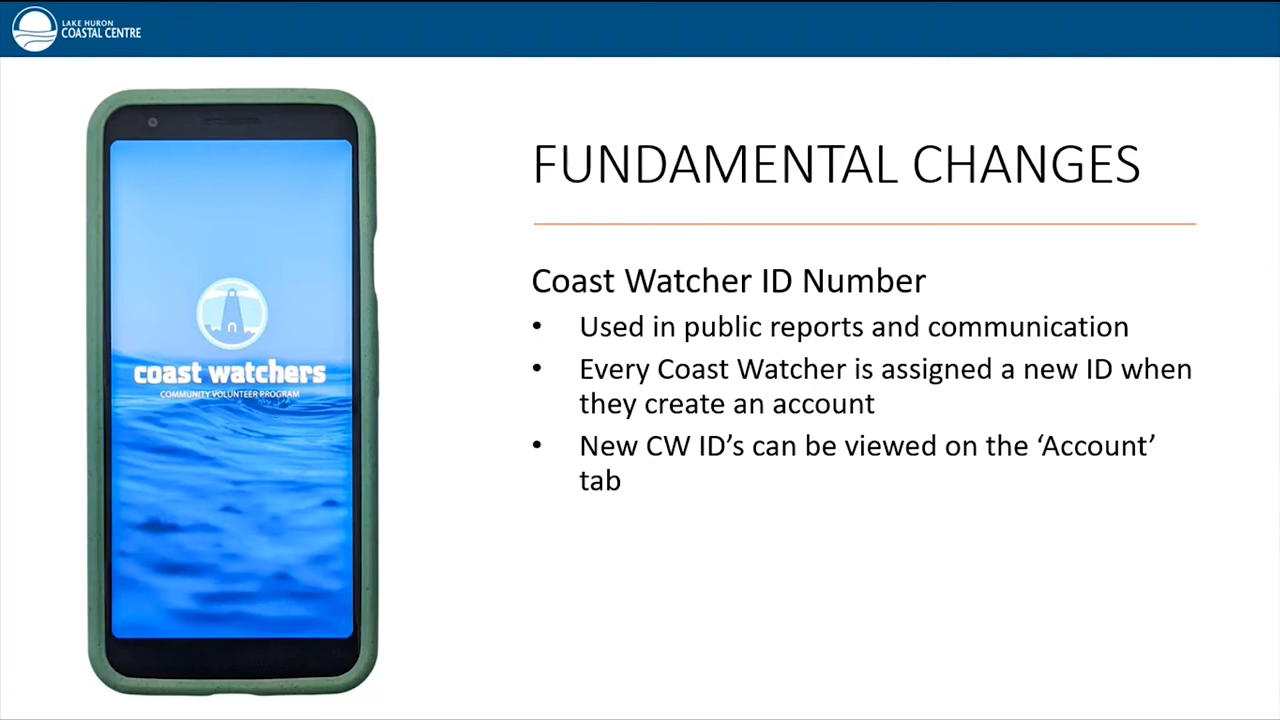 LAKE HURON
COASTAL CENTRE
FUNDAMENTAL CHANGES
coast watchers
COMMUNITY VOLUNTEER PROGRAM
Coast Watcher ID Number
• Used in public reports and communication
• Every Coast Watcher is assigned a new ID when
they create an account
• New CW ID’s can be viewed on the ‘Account’
tab